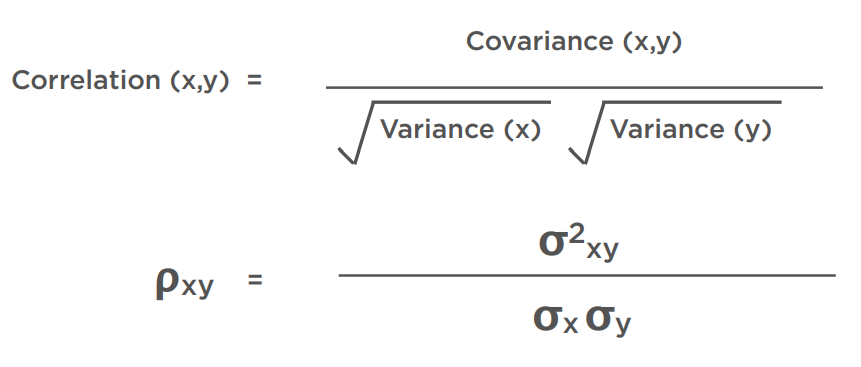 Covariance (x,y)
Correlation (x,y) =
√Variance (x) √Variance (y)
σ²xy
ρxy =
σx σy